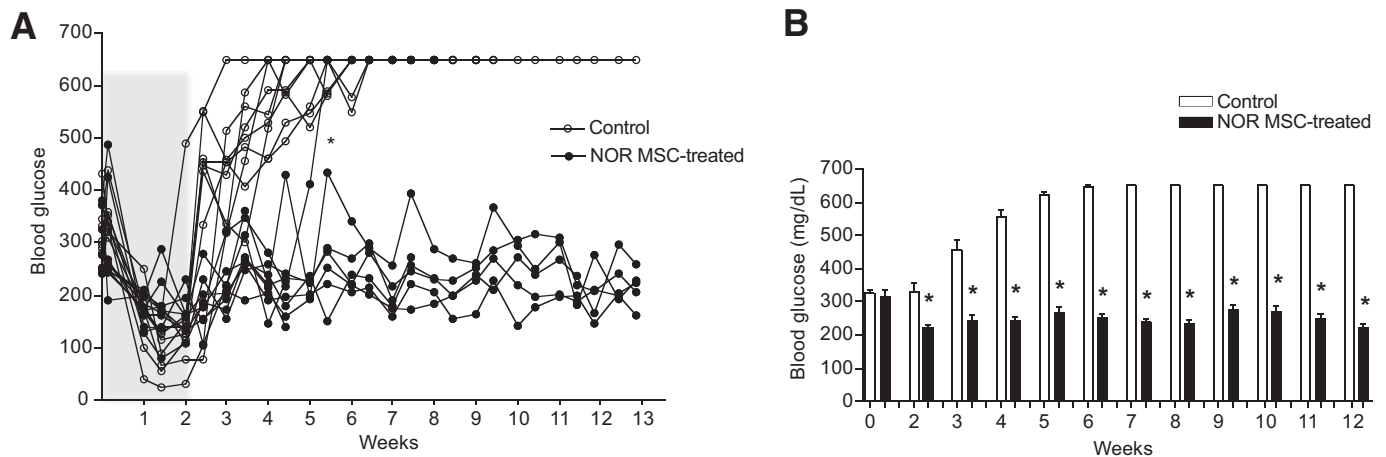 A
B
700
600
500
400
300
200
100
0
Blood glucose
Control
NOR MSC-treated
*
1 2 3 4 5 6 7 8 9 10 11 12 13
Weeks
Control
NOR MSC-treated
700
600
500
400
300
200
100
0
Blood glucose (mg/dL)
* * * * * * * * * * *
0 2 3 4 5 6 7 8 9 10 11 12
Weeks